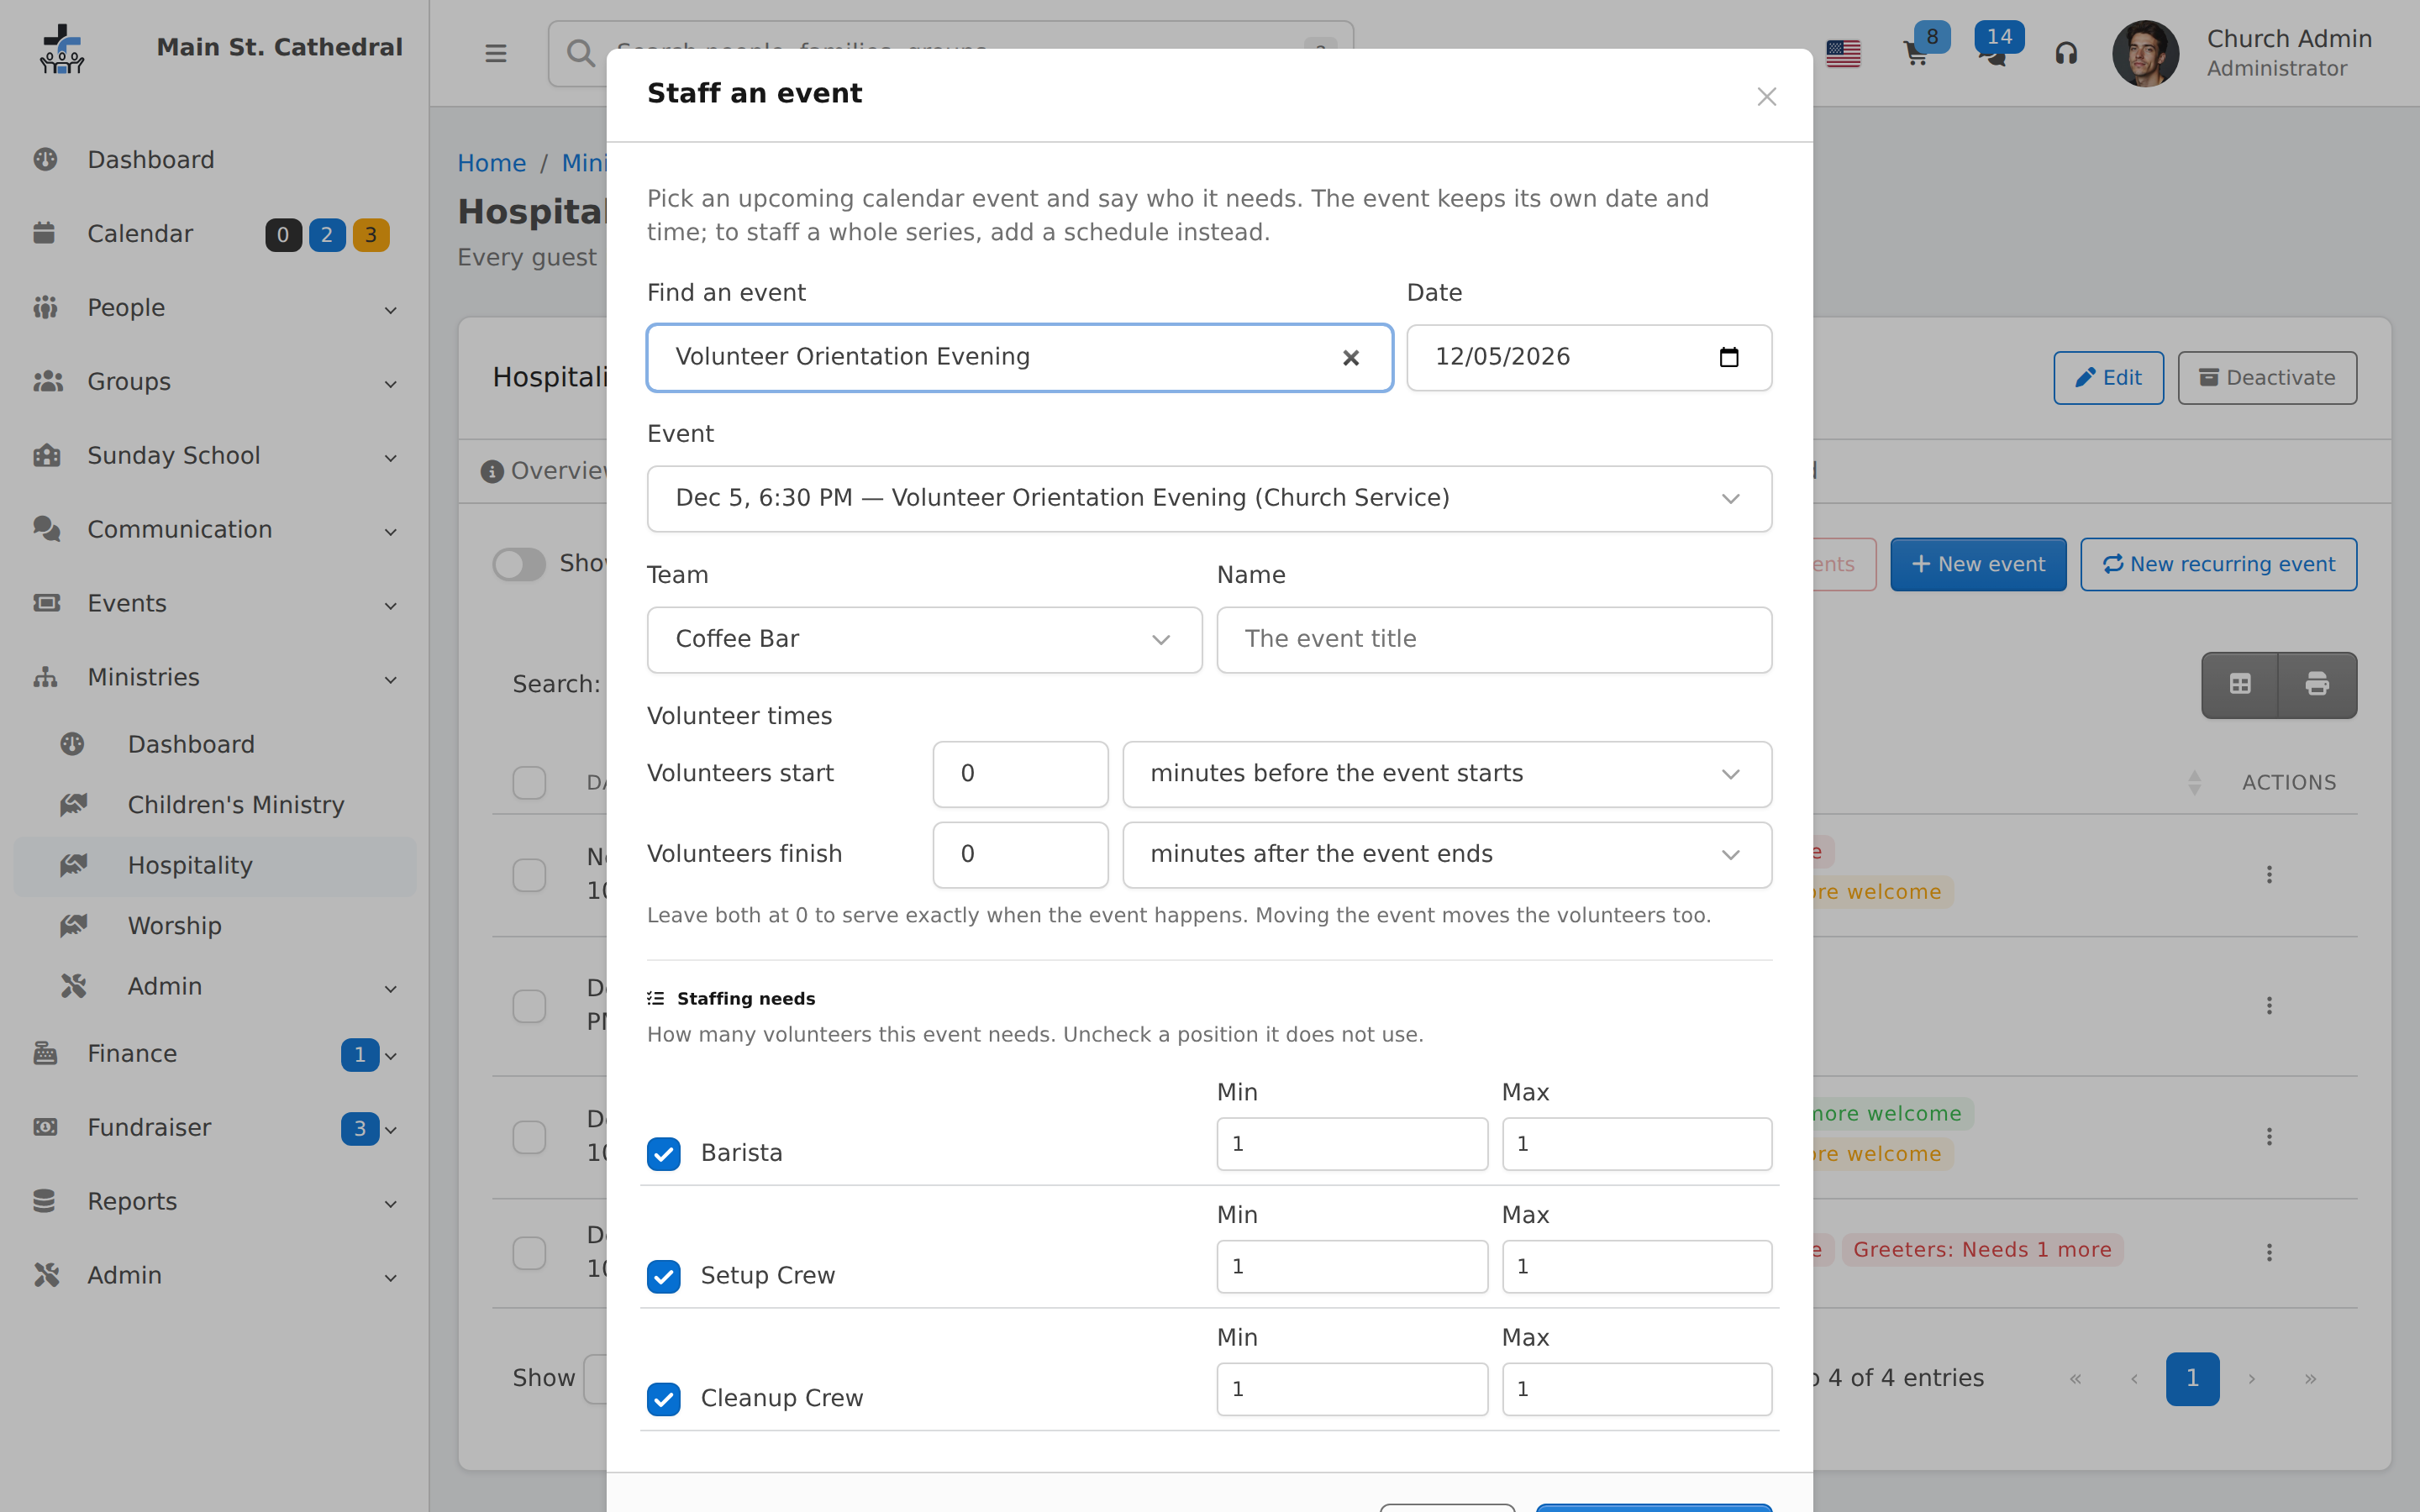 Main St. Cathedral
8
14
Church Admin
Administrator
Dashboard
Calendar 0 2 3
People
Groups
Sunday School
Communication
Events
Ministries
Dashboard
Children's Ministry
Hospitality
Worship
Admin
Finance 1
Fundraiser 3
Reports
Admin
Home /
Every guest
Edit
Deactivate
New event
New recurring event
Search:
ACTIONS
re welcome
more welcome
re welcome
Greeters: Needs 1 more
Show
4 of 4 entries
« ‹ 1 › »
Staff an event
Pick an upcoming calendar event and say who it needs. The event keeps its own date and
time; to staff a whole series, add a schedule instead.
Find an event
Date
Volunteer Orientation Evening
12/05/2026
Event
Dec 5, 6:30 PM — Volunteer Orientation Evening (Church Service)
Team
Name
Coffee Bar
The event title
Volunteer times
Volunteers start 0 minutes before the event starts
Volunteers finish 0 minutes after the event ends
Leave both at 0 to serve exactly when the event happens. Moving the event moves the volunteers too.
Staffing needs
How many volunteers this event needs. Uncheck a position it does not use.
Min Max
Barista 1 1
Min Max
Setup Crew 1 1
Min Max
Cleanup Crew 1 1